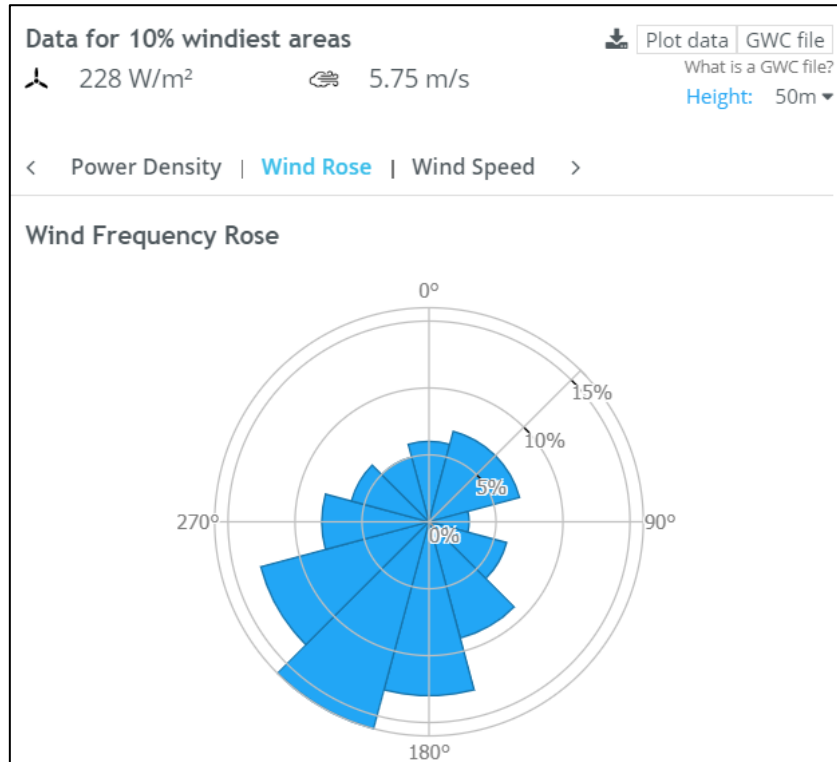 Data for 10% windiest areas
Plot data GWC file
228 W/m² 5.75 m/s
What is a GWC file?
Height: 50m
< Power Density | Wind Rose | Wind Speed >
Wind Frequency Rose
0°
15%
10%
5%
270° 0% 90°
180°